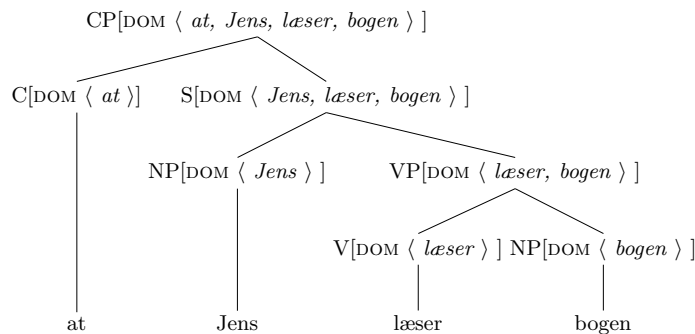 CP[DOM ⟨ at, Jens, læser, bogen ⟩ ]
C[DOM ⟨ at ⟩] S[DOM ⟨ Jens, læser, bogen ⟩ ]
NP[DOM ⟨ Jens ⟩ ] VP[DOM ⟨ læser, bogen ⟩ ]
V[DOM ⟨ læser ⟩ ] NP[DOM ⟨ bogen ⟩ ]
at Jens læser bogen